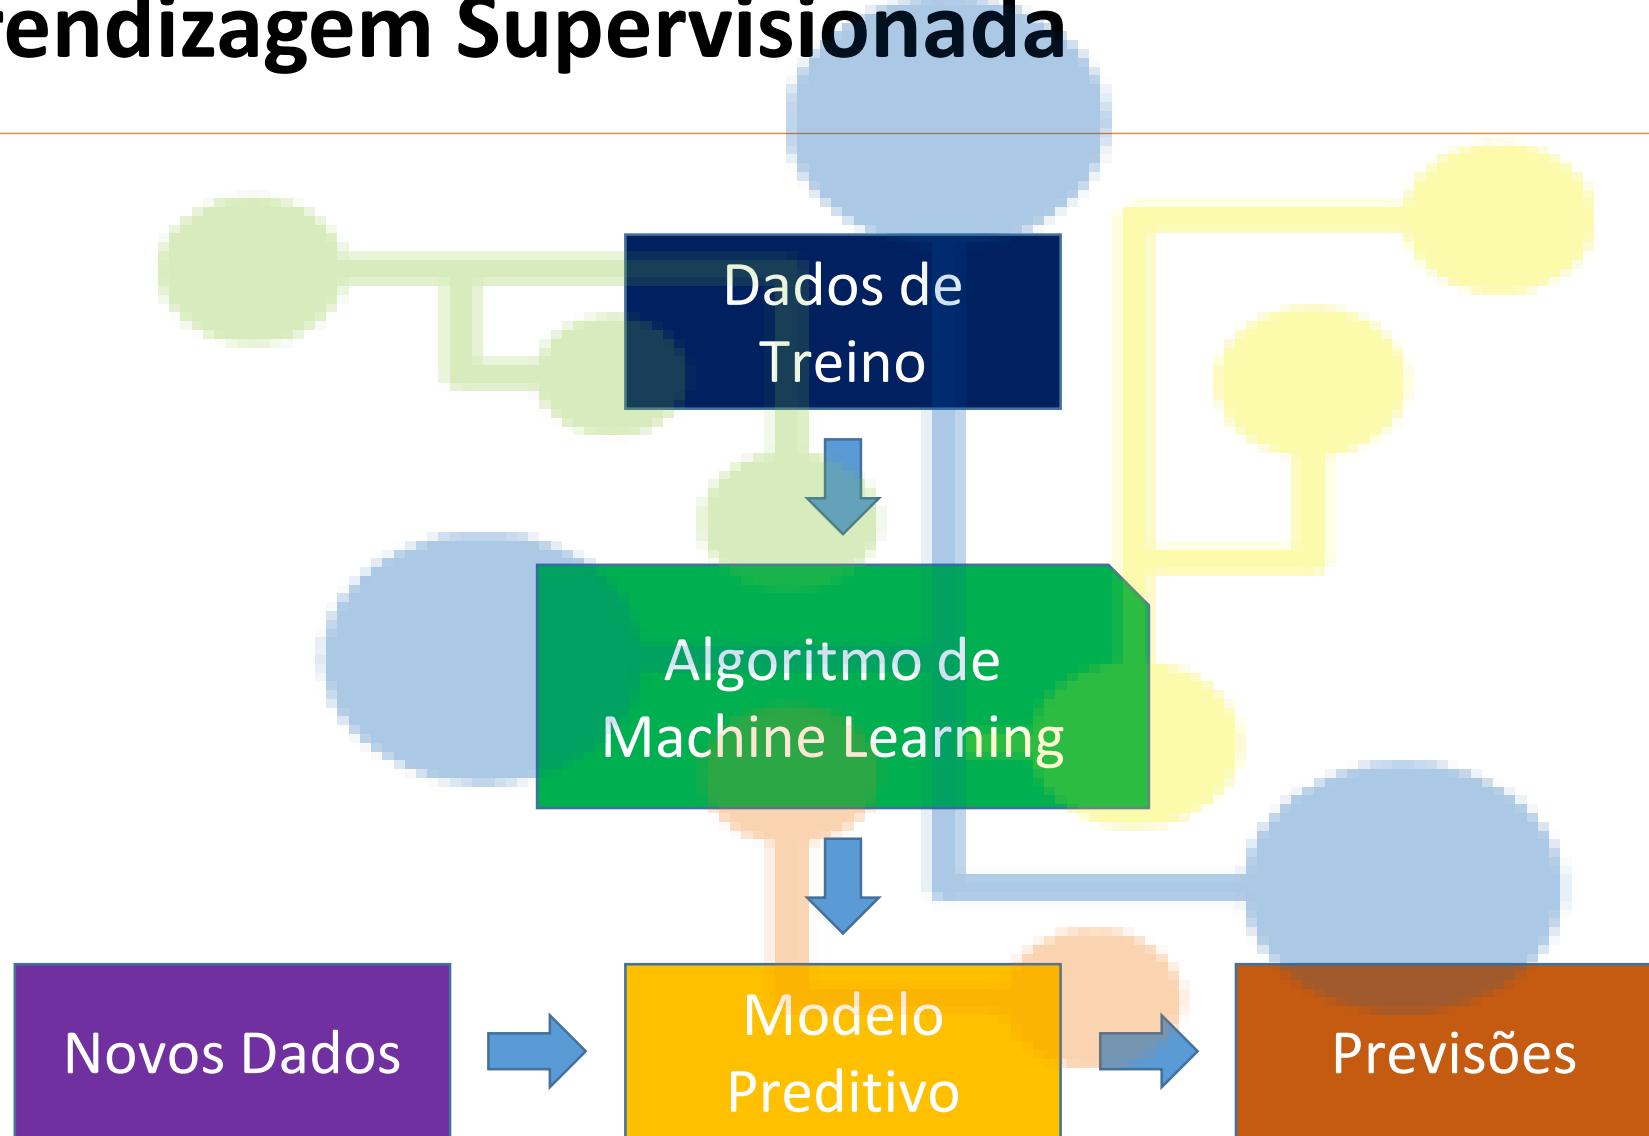 rendizagem Supervisionada
Dados de
Treino
Algoritmo de
Machine Learning
Novos Dados
Modelo
Preditivo
Previsões